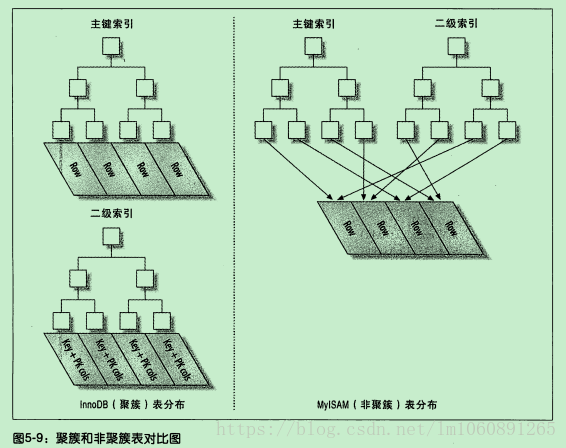 主键索引
Row
Row
Row
Row
二级索引
Key + PK cols
Key + PK cols
Key + PK cols
Key + PK cols
InnoDB（聚簇）表分布
主键索引
二级索引
Row
Row
Row
Row
MyISAM（非聚簇）表分布
https://blog.csdn.net/lml060891265
图5-9：聚簇和非聚簇表对比图